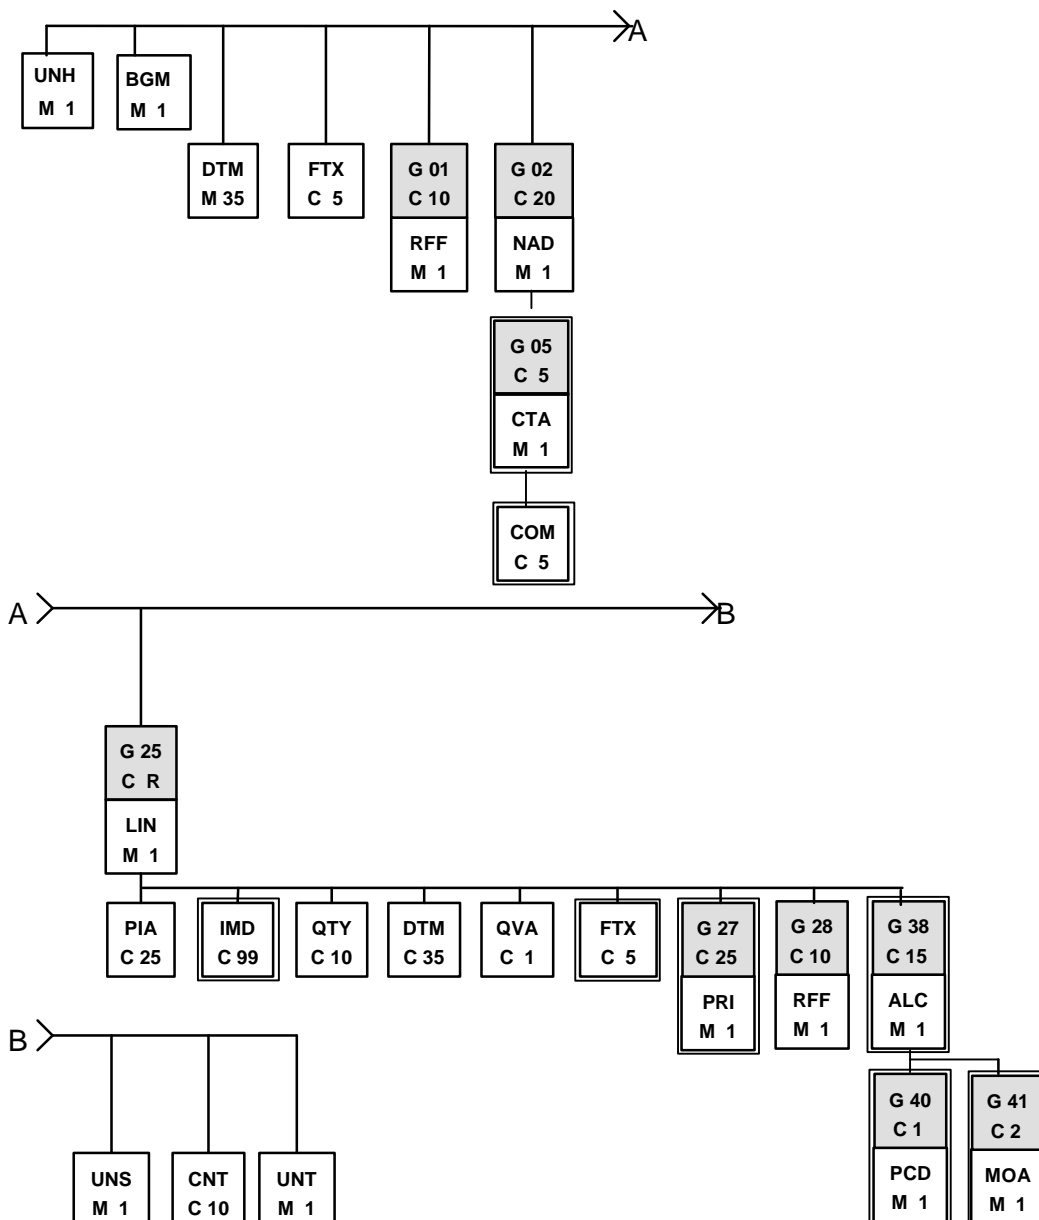 A
UNH
M 1
BGM
M 1
DTM
M 35
FTX
C 5
G 01
C 10
RFF
M 1
G 02
C 20
NAD
M 1
G 05
C 5
CTA
M 1
COM
C 5
A
B
G 25
C R
LIN
M 1
PIA
C 25
IMD
C 99
QTY
C 10
DTM
C 35
QVA
C 1
FTX
C 5
G 27
C 25
PRI
M 1
G 28
C 10
RFF
M 1
G 38
C 15
ALC
M 1
G 40
C 1
PCD
M 1
G 41
C 2
MOA
M 1
B
UNS
M 1
CNT
C 10
UNT
M 1